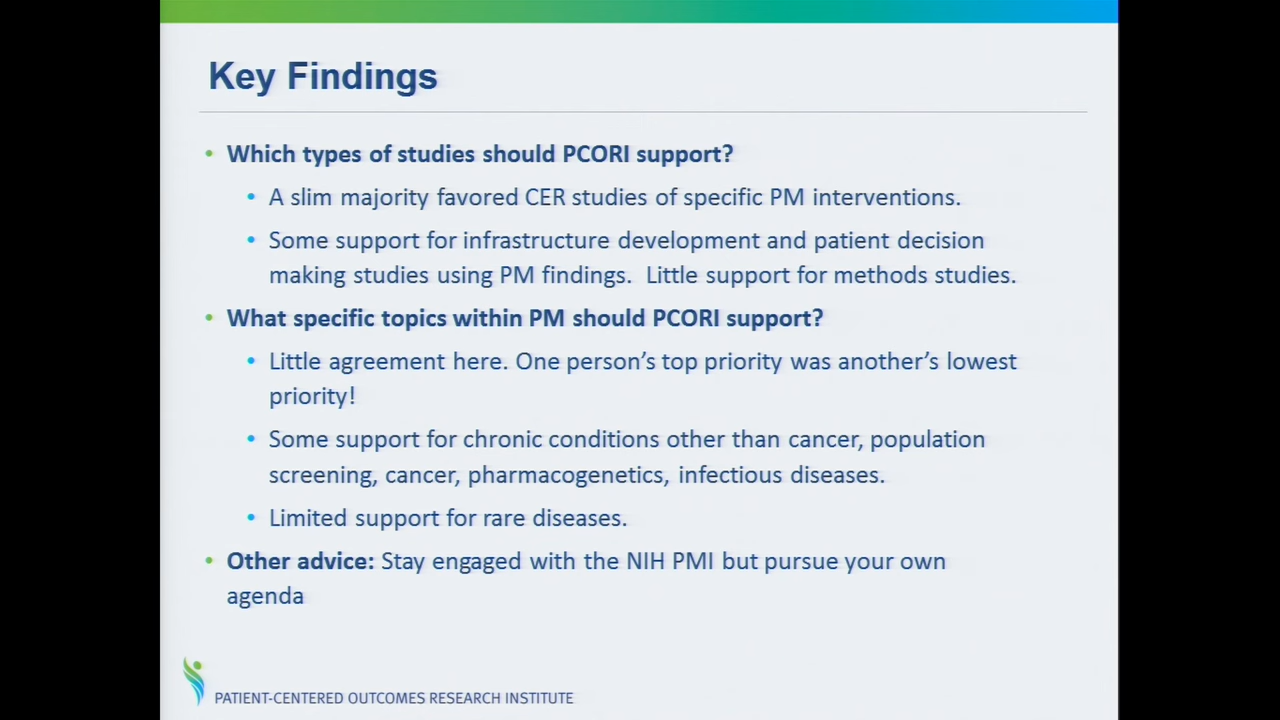 Key Findings
• Which types of studies should PCORI support?
• A slim majority favored CER studies of specific PM interventions.
• Some support for infrastructure development and patient decision
making studies using PM findings.  Little support for methods studies.
• What specific topics within PM should PCORI support?
• Little agreement here. One person’s top priority was another’s lowest
priority!
• Some support for chronic conditions other than cancer, population
screening, cancer, pharmacogenetics, infectious diseases.
• Limited support for rare diseases.
• Other advice: Stay engaged with the NIH PMI but pursue your own
agenda
PATIENT-CENTERED OUTCOMES RESEARCH INSTITUTE